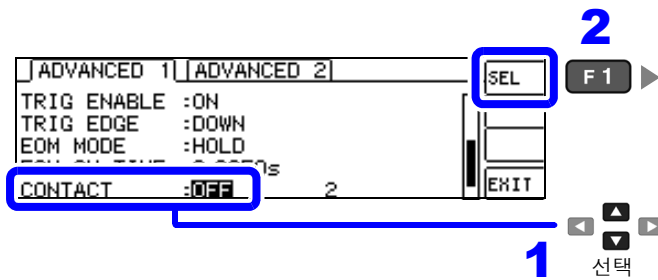 2
ADVANCED 1 ADVANCED 2 SEL F 1
TRIG ENABLE :ON
TRIG EDGE :DOWN
EOM MODE :HOLD
CONTACT :OFF 2 EXIT
1 선택